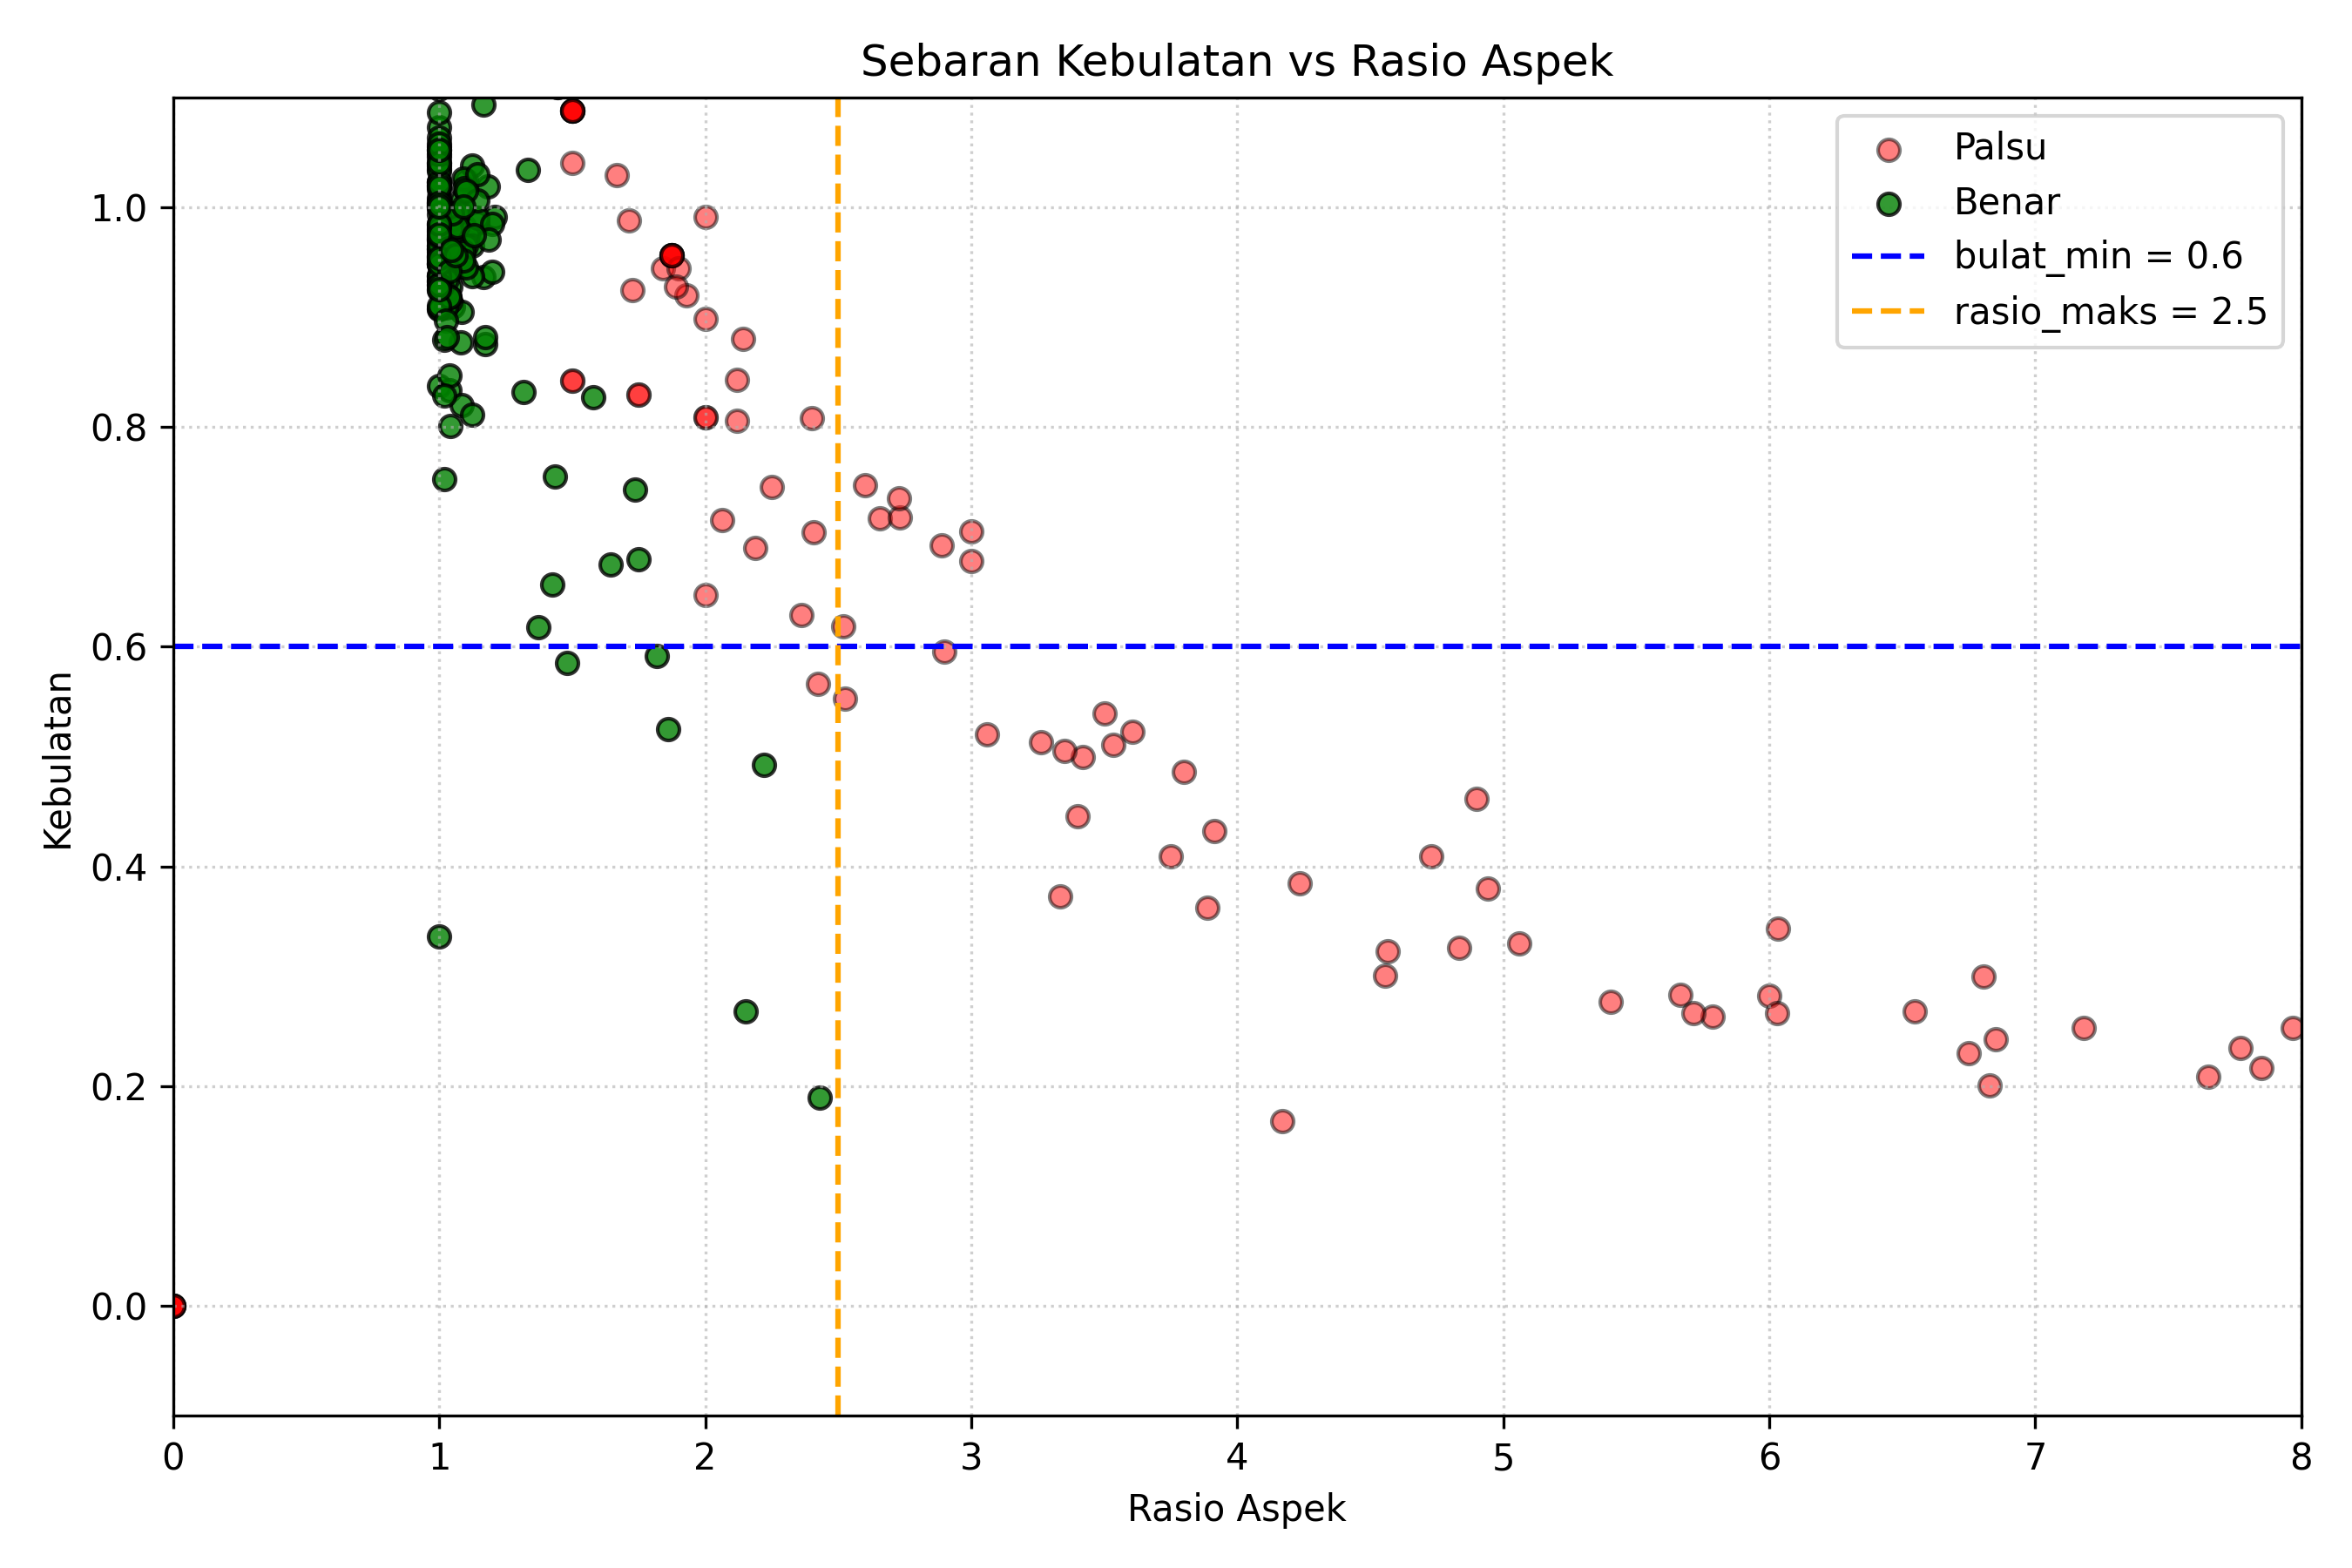 Sebaran Kebulatan vs Rasio Aspek
Palsu
Benar
bulat_min = 0.6
rasio_maks = 2.5
Kebulatan
1.0
0.8
0.6
0.4
0.2
0.0
0 1 2 3 4 5 6 7 8
Rasio Aspek